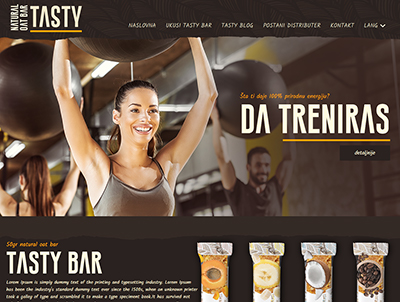 NATURAL
OAT BAR
TASTY
NASLOVNA
UKUSI TASTY BAR
TASTY BLOG
POSTANI DISTRIBUTER
KONTAKT
LANG
Šta ti daje 100% prirodnu energiju?
DA TRENIRAS
detaljnije
50gr natural oat bar
TASTY BAR
Lorem Ipsum is simply dummy text of the printing and typesetting industry. Lorem Ipsum
has been the industry's standard dummy text ever since the 1500s, when an unknown printer
took a galley of type and scrambled it to make a type specimen book.It has survived not